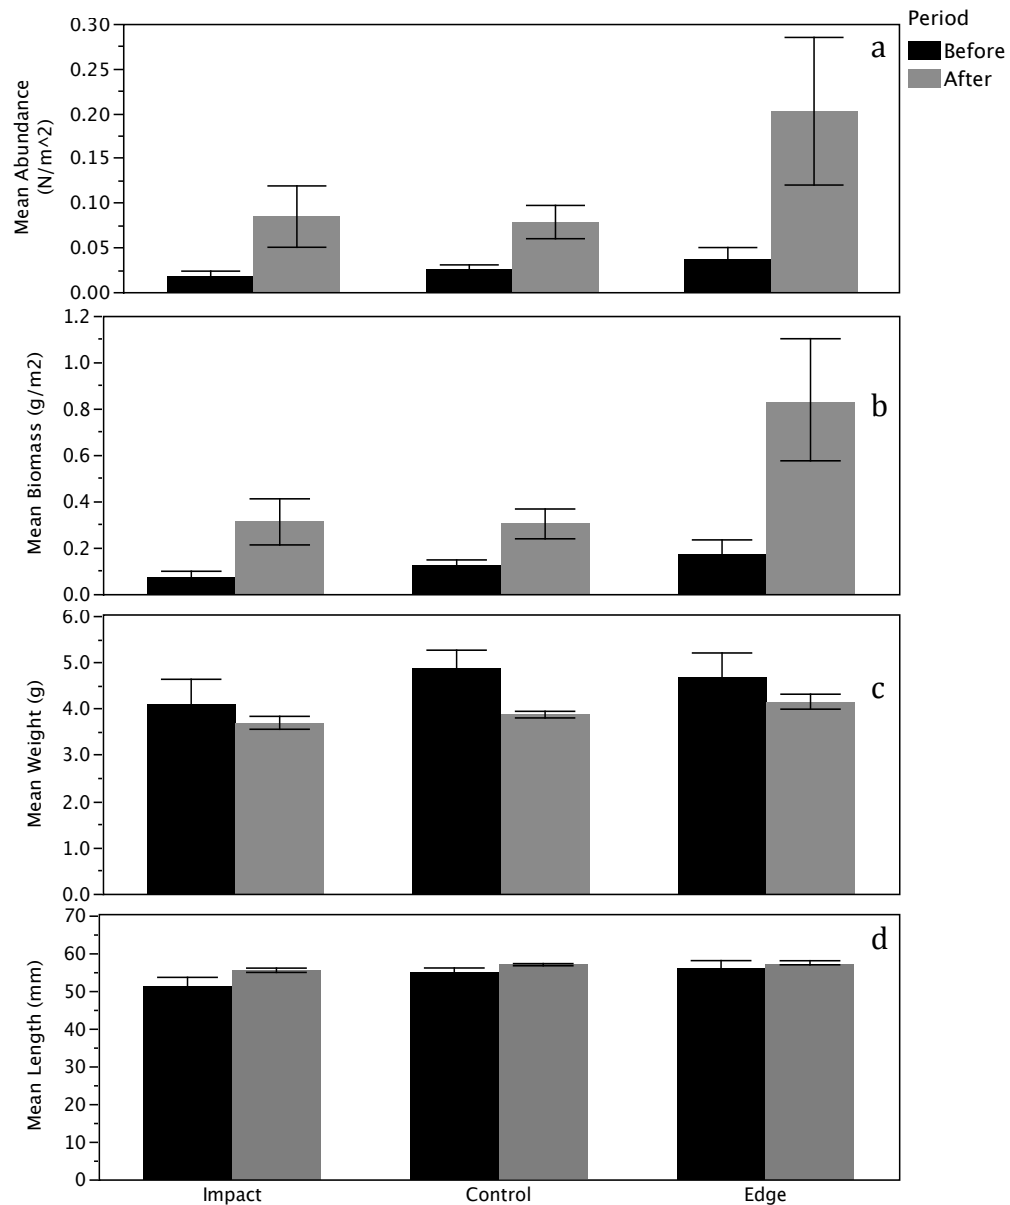 Period
Before
After
a
0.30
0.25
0.20
0.15
0.10
0.05
0.00
Mean Abundance
(N/m^2)
b
1.2
1.0
0.8
0.6
0.4
0.2
0.0
Mean Biomass (g/m2)
c
6.0
5.0
4.0
3.0
2.0
1.0
0.0
Mean Weight (g)
d
70
60
50
40
30
20
10
0
Mean Length (mm)
Impact Control Edge